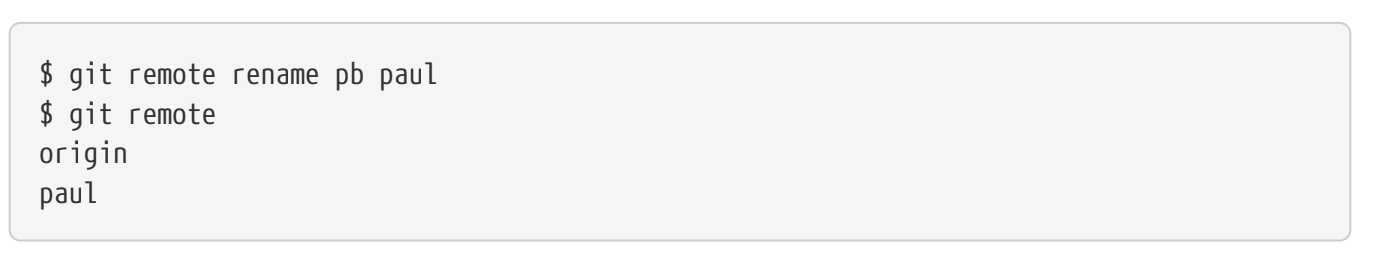 $ git remote rename pb paul
$ git remote
origin
paul